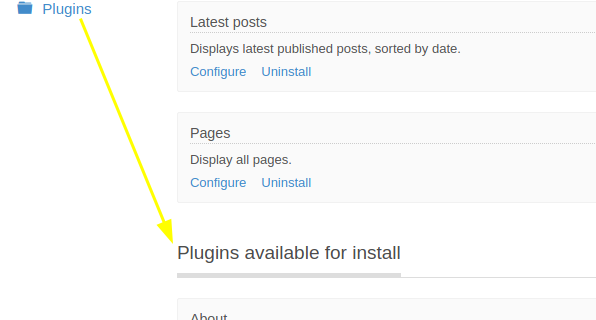 Plugins
Latest posts
Displays latest published posts, sorted by date.
Configure Uninstall
Pages
Display all pages.
Configure Uninstall
Plugins available for install
About